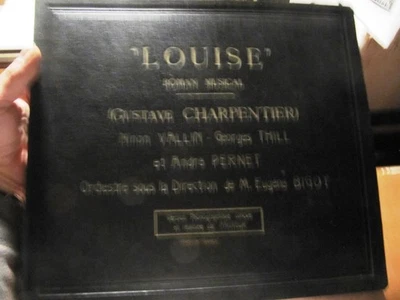 "LOUISE"
ROMAN MUSICAL
(GUSTAVE CHARPENTIER)
Ninon VALLIN - Georges THILL
et André PERNET
Orchestre sous la Direction de M. Eugène BIGOT